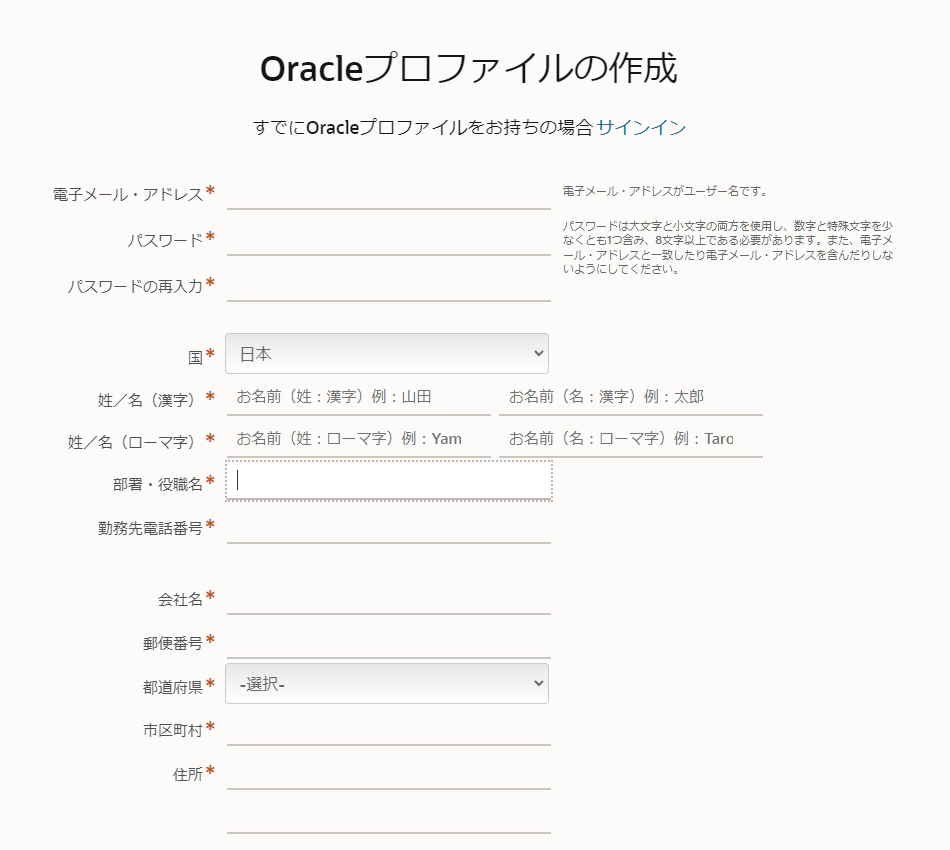 Oracleプロファイルの作成
すでにOracleプロファイルをお持ちの場合 サインイン
電子メール・アドレス*
電子メール・アドレスがユーザー名です。
パスワード*
パスワードは大文字と小文字の両方を使用し、数字と特殊文字を少
なくとも1つ含み、8文字以上である必要があります。また、電子メ
ール・アドレスと一致したり電子メール・アドレスを含んだりしな
いようにしてください。
パスワードの再入力*
国* 日本
姓／名（漢字）* お名前（姓：漢字）例：山田 お名前（名：漢字）例：太郎
姓／名（ローマ字）* お名前（姓：ローマ字）例：Yam お名前（名：ローマ字）例：Taro
部署・役職名*
勤務先電話番号*
会社名*
郵便番号*
都道府県* -選択-
市区町村*
住所*